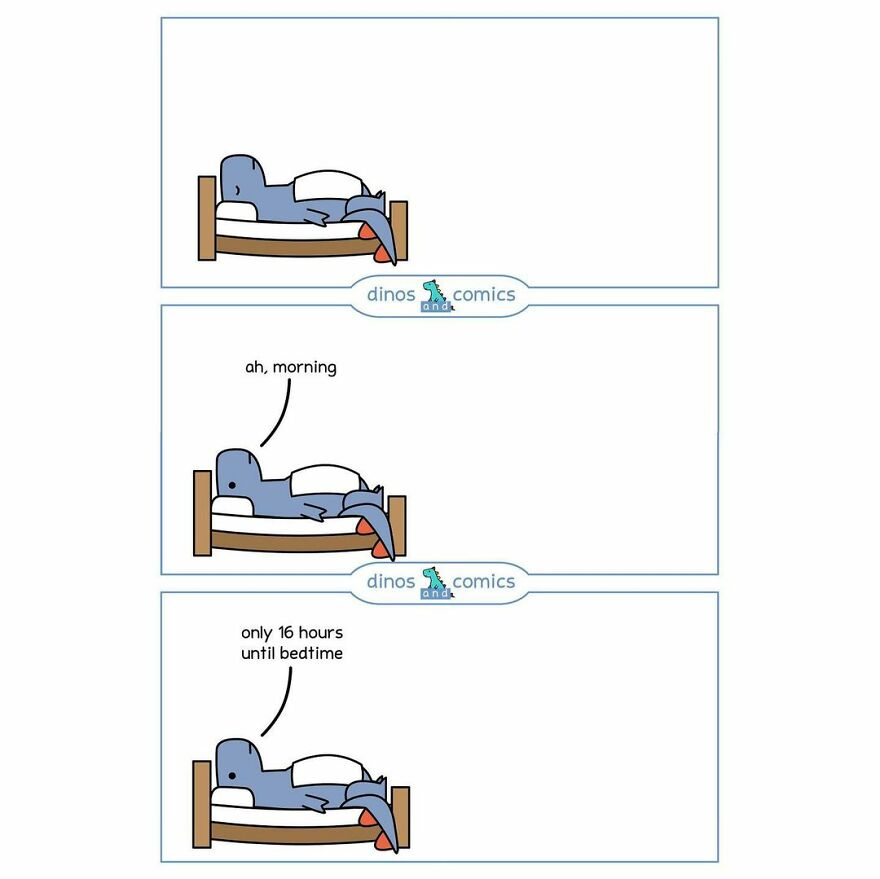 dinos and comics
ah, morning
dinos and comics
only 16 hours
until bedtime